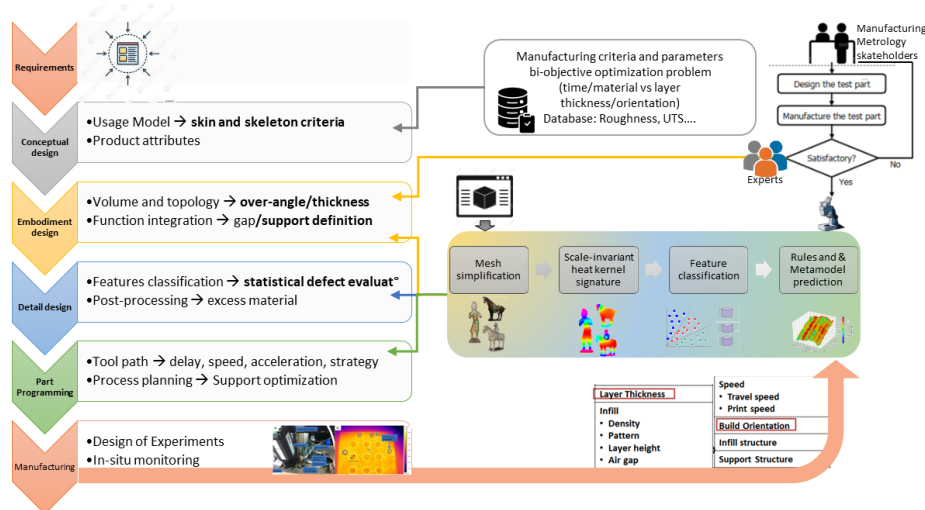 Requirements
Conceptual
design
•Usage Model → skin and skeleton criteria
•Product attributes
Embodiment
design
•Volume and topology → over-angle/thickness
•Function integration → gap/support definition
Detail design
•Features classification → statistical defect evaluat°
•Post-processing → excess material
Part
Programming
•Tool path → delay, speed, acceleration, strategy
•Process planning → Support optimization
Manufacturing
•Design of Experiments
•In-situ monitoring
Manufacturing criteria and parameters
bi-objective optimization problem
(time/material vs layer
thickness/orientation)
Database: Roughness, UTS....
Manufacturing
Metrology
skateholders
Design the test part
Manufacture the test part
Satisfactory?
No
Yes
Experts
Mesh
simplification
Scale-invariant
heat kernel
signature
Feature
classification
Rules and &
Metamodel
prediction
Layer Thickness
Infill
• Density
• Pattern
• Layer height
• Air gap
Speed
• Travel speed
• Print speed
Build Orientation
Infill structure
Support Structure